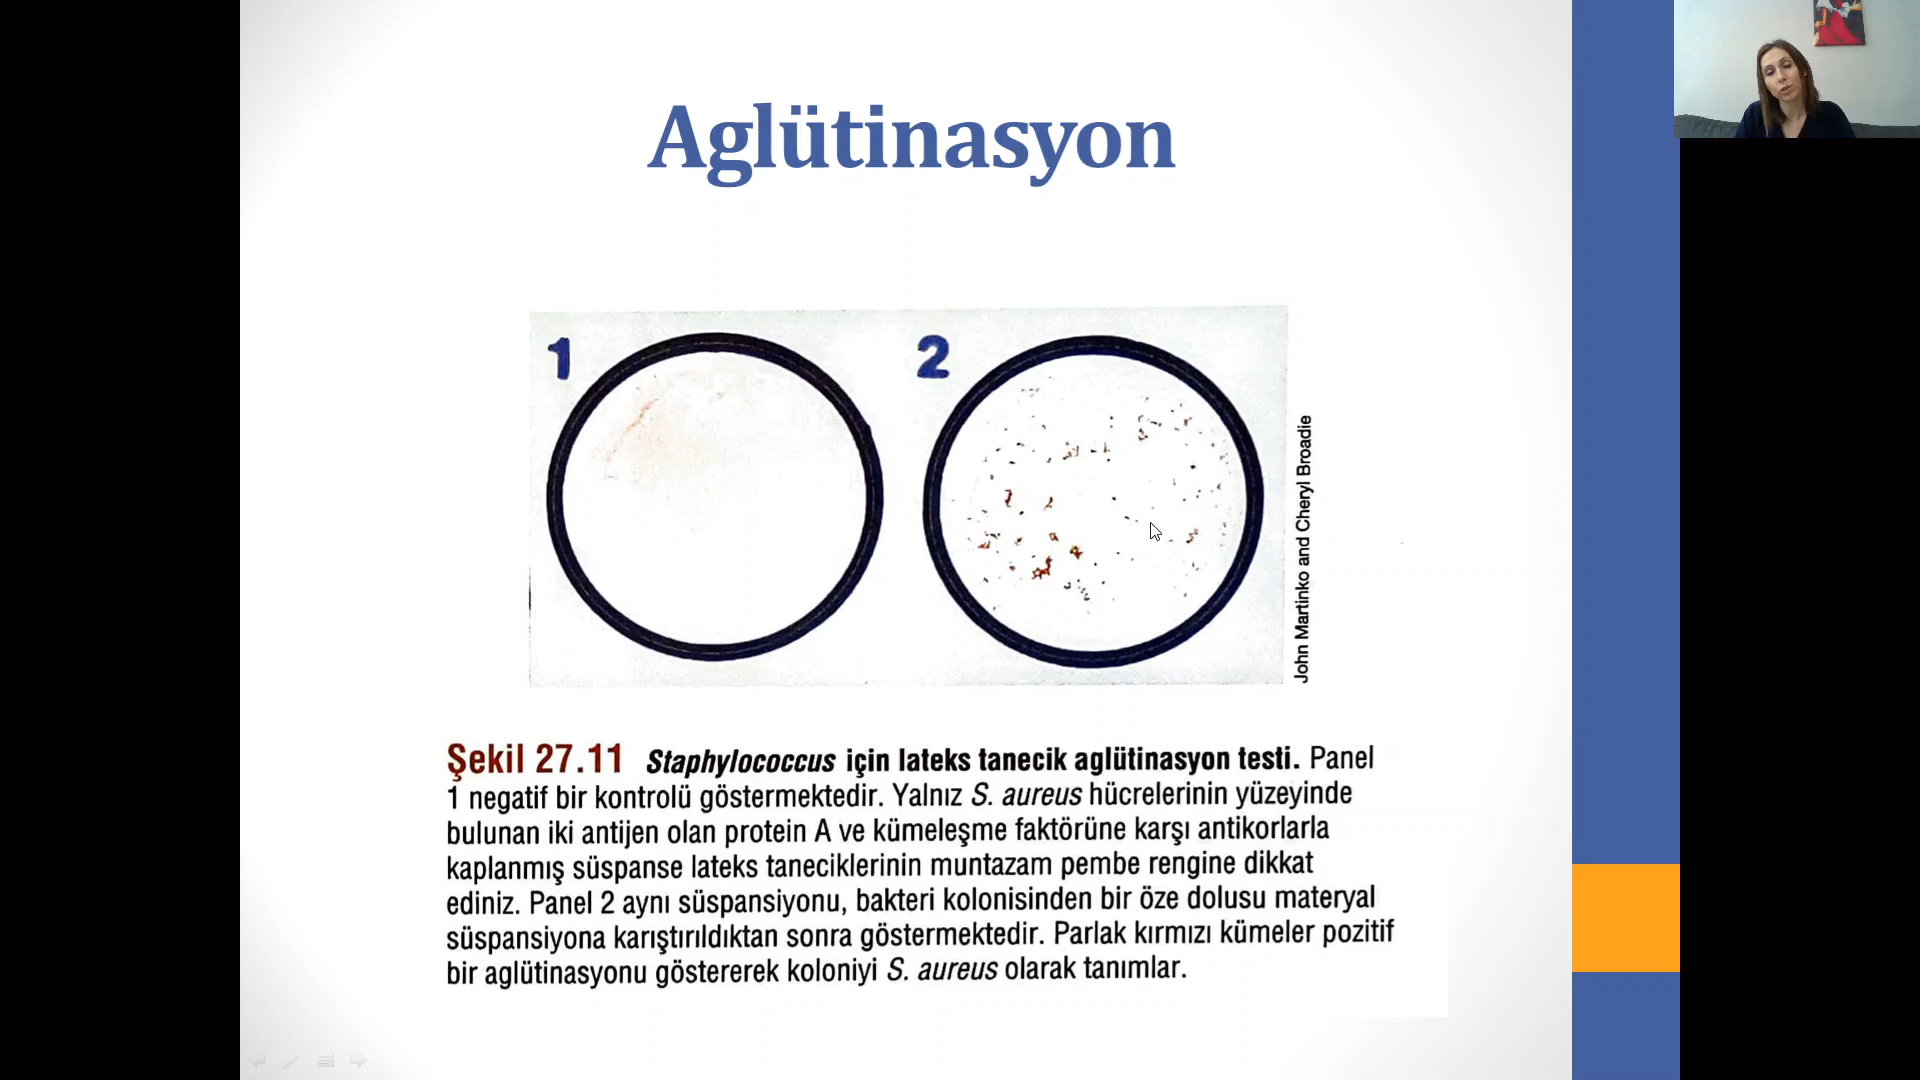 Aglütinasyon
1
2
John Martinko and Cheryl Broadie
Şekil 27.11 Staphylococcus için lateks tanecik aglütinasyon testi. Panel
1 negatif bir kontrolü göstermektedir. Yalnız S. aureus hücrelerinin yüzeyinde
bulunan iki antijen olan protein A ve kümeleşme faktörüne karşı antikorlarla
kaplanmış süspanse lateks taneciklerinin muntazam pembe rengine dikkat
ediniz. Panel 2 aynı süspansiyonu, bakteri kolonisinden bir öze dolusu materyal
süspansiyona karıştırıldıktan sonra göstermektedir. Parlak kırmızı kümeler pozitif
bir aglütinasyonu göstererek koloniyi S. aureus olarak tanımlar.